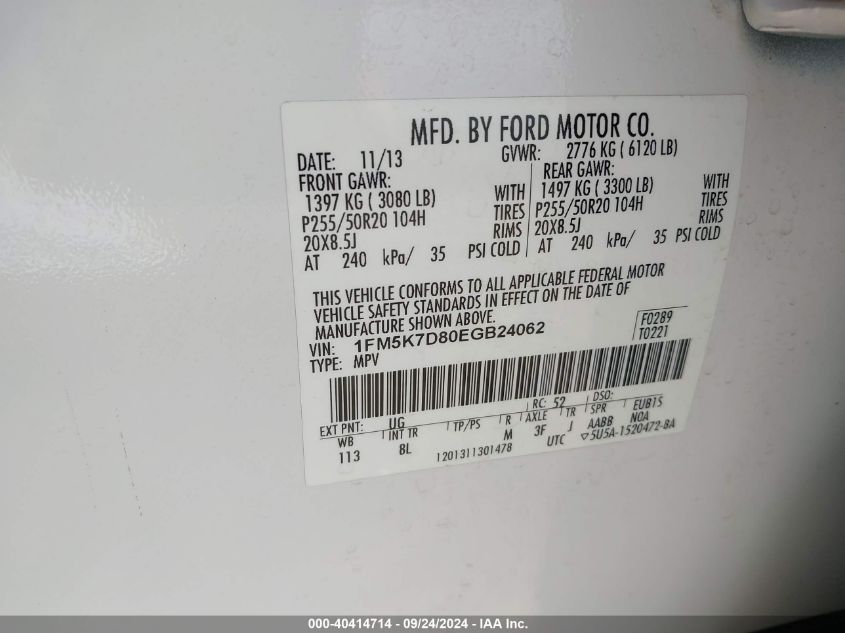 MFD. BY FORD MOTOR CO.
DATE: 11/13 GVWR: 2776 KG ( 6120 LB)
FRONT GAWR: REAR GAWR:
1397 KG ( 3080 LB) WITH 1497 KG ( 3300 LB) WITH
P255/50R20 104H TIRES P255/50R20 104H TIRES
20X8.5J RIMS 20X8.5J RIMS
AT 240 kPa/ 35 PSI COLD AT 240 kPa/ 35 PSI COLD
THIS VEHICLE CONFORMS TO ALL APPLICABLE FEDERAL MOTOR
VEHICLE SAFETY STANDARDS IN EFFECT ON THE DATE OF
MANUFACTURE SHOWN ABOVE.
VIN: 1FM5K7D80EGB24062 F0289
TYPE: MPV T0221
EXT PNT: UG RC: 52 DSO:
WB INT TR TP/PS R AXLE TR SPR EUB15
113 BL M 3F J AABB NOA
1201311301478 UTC ▽5U5A-1520472-BA
000-40414714 - 09/24/2024 - IAA Inc.